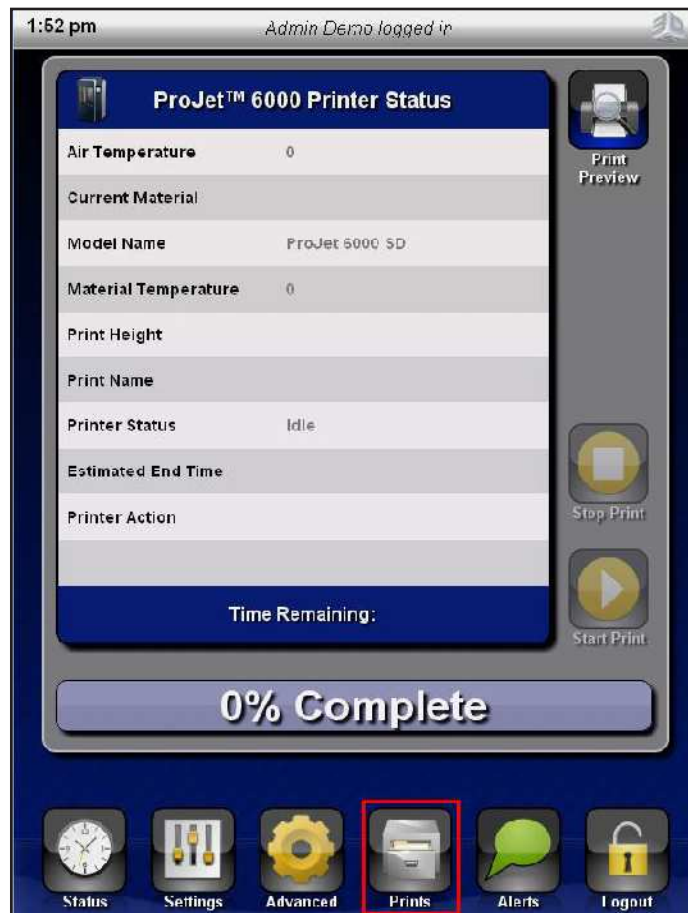 1:52 pm Admin Demo logged in
ProJet™ 6000 Printer Status
Air Temperature 0
Current Material
Model Name ProJet 6000 SD
Material Temperature 0
Print Height
Print Name
Printer Status Idle
Estimated End Time
Printer Action
Time Remaining:
Print
Preview
Stop Print
Start Print
0% Complete
Status Settings Advanced Prints Alerts Logout